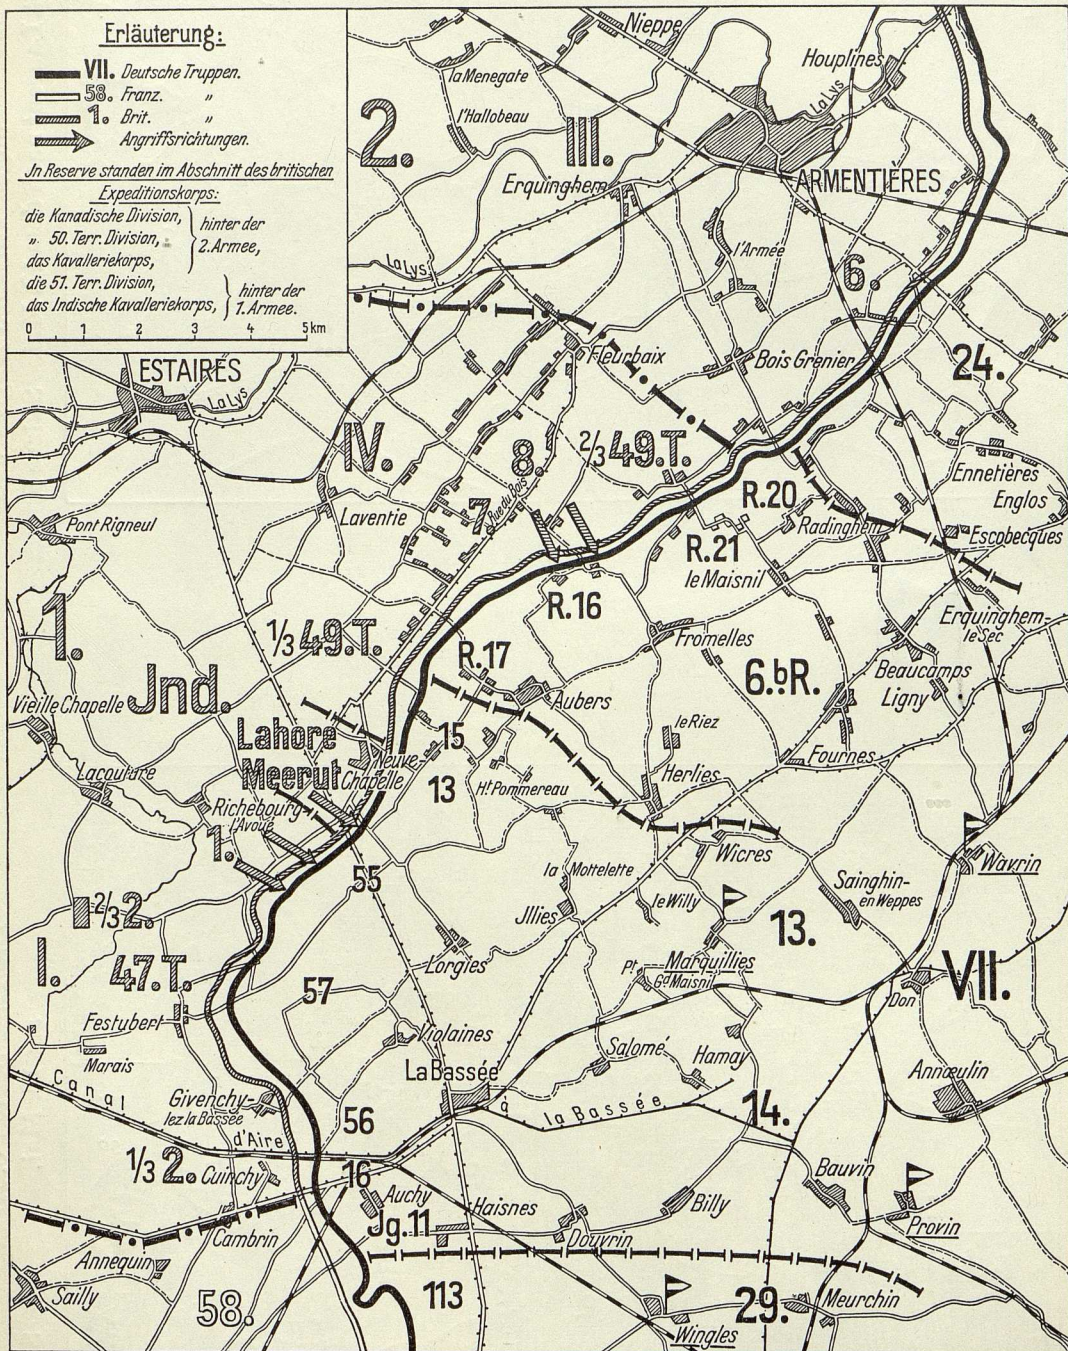 Erläuterung:
VII. Deutsche Truppen.
58. Franz. "
1. Brit. "
Angriffsrichtungen.
Jn Reserve standen im Abschnitt des britischen
Expeditionskorps:
die Kanadische Division,
" 50. Terr. Division,
das Kavalleriekorps,
hinter der
2. Armee,
die 51. Terr. Division,
das Indische Kavalleriekorps,
hinter der
1. Armee.
0 1 2 3 4 5 km
Nieppe
la Menegate
l'Hallobeau
Houplines
La Lys
2.
III.
Erquinghem
ARMENTIÈRES
l'Armée
La Lys
6.
ESTAIRES
La Lys
Fleurbaix
Bois Grenier
24.
IV.
8.
2/3 49.T.
Ennetières
Englos
Escobecques
R.20
Radinghem
Laventie
7.
Rue du Bois
Pont Rigneul
R.21
le Maisnil
R.16
Erquinghem-
le Sec
1.
1/3 49.T.
Fromelles
R.17
Beaucamps
Ligny
Jnd.
Vieille Chapelle
6.bR.
Aubers
Lahore
Meerut
Neuve-
Chapelle
15
le Riez
Fournes
13
Ht Pommereau
Herlies
Lacouture
Richebourg-
l'Avoué
1.
Wicres
Wavrin
55
la Mottelette
le Willy
Sainghin-
en Weppes
2/3 2.
Jllies
13.
I.
47.T.
Lorgies
Pt
Marquillies
Gd Maisnil
Don
VII.
57
Festubert
Violaines
Marais
La Bassée
Salomé
Hamay
Annœulin
Canal
d'Aire
à
la Bassée
Givenchy-
lez la Bassée
56
14.
1/3 2.
Cuinchy
16
Bauvin
Auchy
Haisnes
Billy
Provin
Jg.11
Cambrin
Douvrin
Annequin
Sailly
58.
113
29.
Meurchin
Wingles